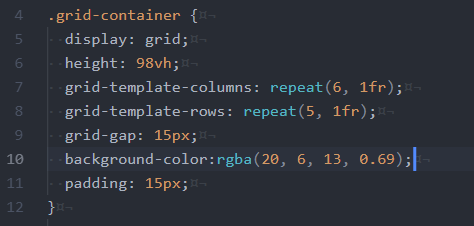 4 .grid-container {
5 display: grid;
6 height: 98vh;
7 grid-template-columns: repeat(6, 1fr);
8 grid-template-rows: repeat(5, 1fr);
9 grid-gap: 15px;
10 background-color:rgba(20, 6, 13, 0.69);
11 padding: 15px;
12 }